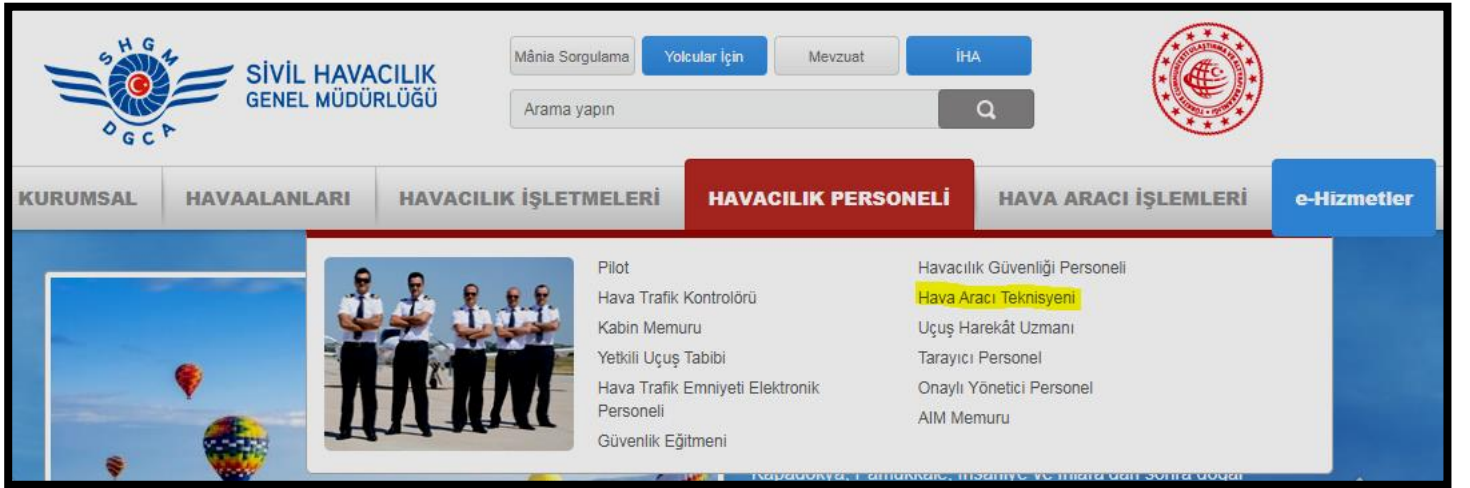 SHGM
DGCA
SİVİL HAVACILIK
GENEL MÜDÜRLÜĞÜ
Mânia Sorgulama
Yolcular İçin
Mevzuat
İHA
Arama yapın
KURUMSAL
HAVAALANLARI
HAVACILIK İŞLETMELERİ
HAVACILIK PERSONELİ
HAVA ARACI İŞLEMLERİ
e-Hizmetler
Pilot
Hava Trafik Kontrolörü
Kabin Memuru
Yetkili Uçuş Tabibi
Hava Trafik Emniyeti Elektronik
Personeli
Güvenlik Eğitmeni
Havacılık Güvenliği Personeli
Hava Aracı Teknisyeni
Uçuş Harekât Uzmanı
Tarayıcı Personel
Onaylı Yönetici Personel
AIM Memuru